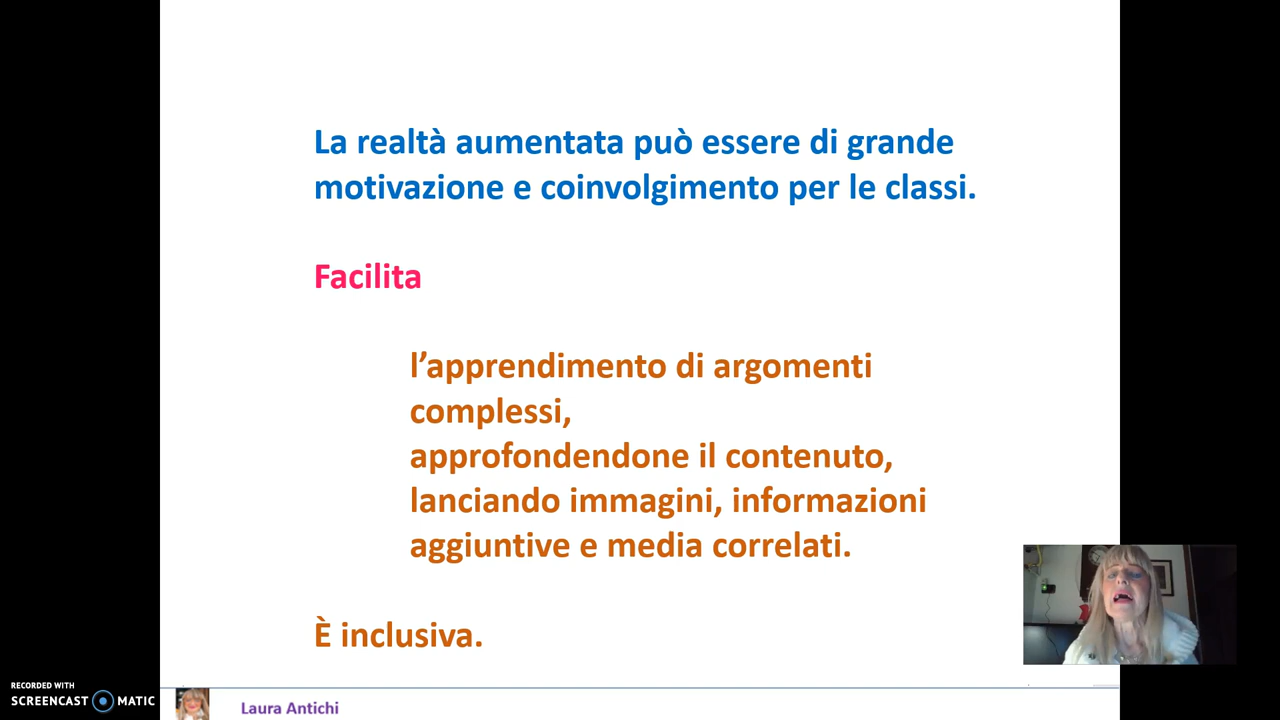 La realtà aumentata può essere di grande
motivazione e coinvolgimento per le classi.
Facilita
l’apprendimento di argomenti
complessi,
approfondendone il contenuto,
lanciando immagini, informazioni
aggiuntive e media correlati.
È inclusiva.
RECORDED WITH
SCREENCAST MATIC
Laura Antichi